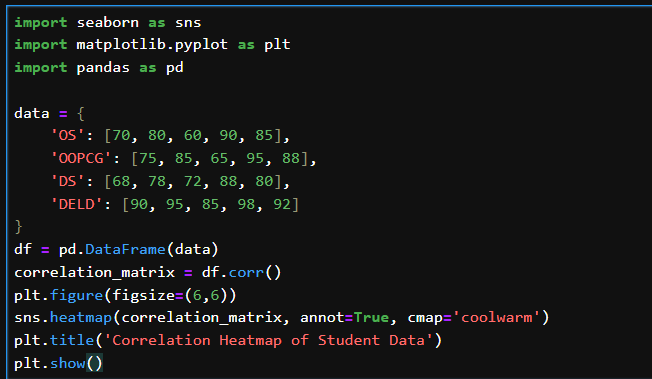 import seaborn as sns
import matplotlib.pyplot as plt
import pandas as pd

data = {
    'OS': [70, 80, 60, 90, 85],
    'OOPCG': [75, 85, 65, 95, 88],
    'DS': [68, 78, 72, 88, 80],
    'DELD': [90, 95, 85, 98, 92]
}
df = pd.DataFrame(data)
correlation_matrix = df.corr()
plt.figure(figsize=(6,6))
sns.heatmap(correlation_matrix, annot=True, cmap='coolwarm')
plt.title('Correlation Heatmap of Student Data')
plt.show()